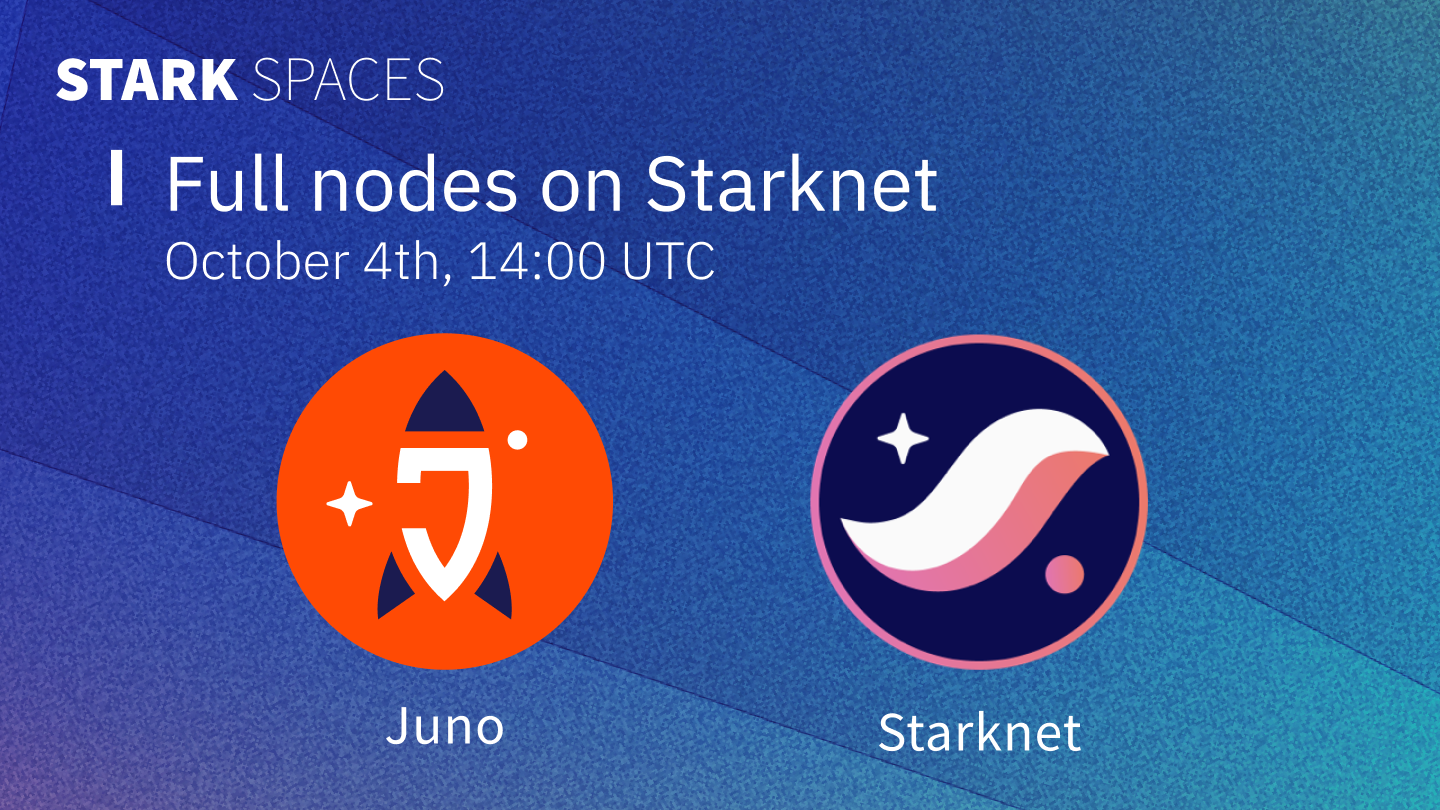 STARK SPACES
Full nodes on Starknet
October 4th, 14:00 UTC
Juno
Starknet